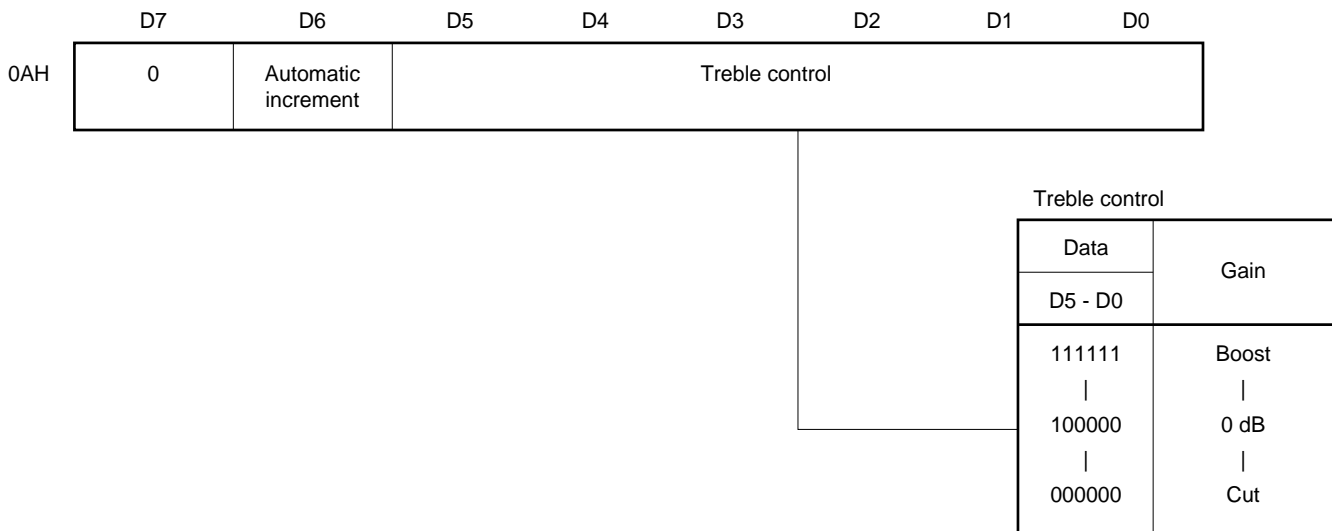 D7 D6 D5 D4 D3 D2 D1 D0
0AH 0 Automatic increment Treble control
Treble control
Data Gain
D5 - D0
111111 Boost
| |
100000 0 dB
| |
000000 Cut